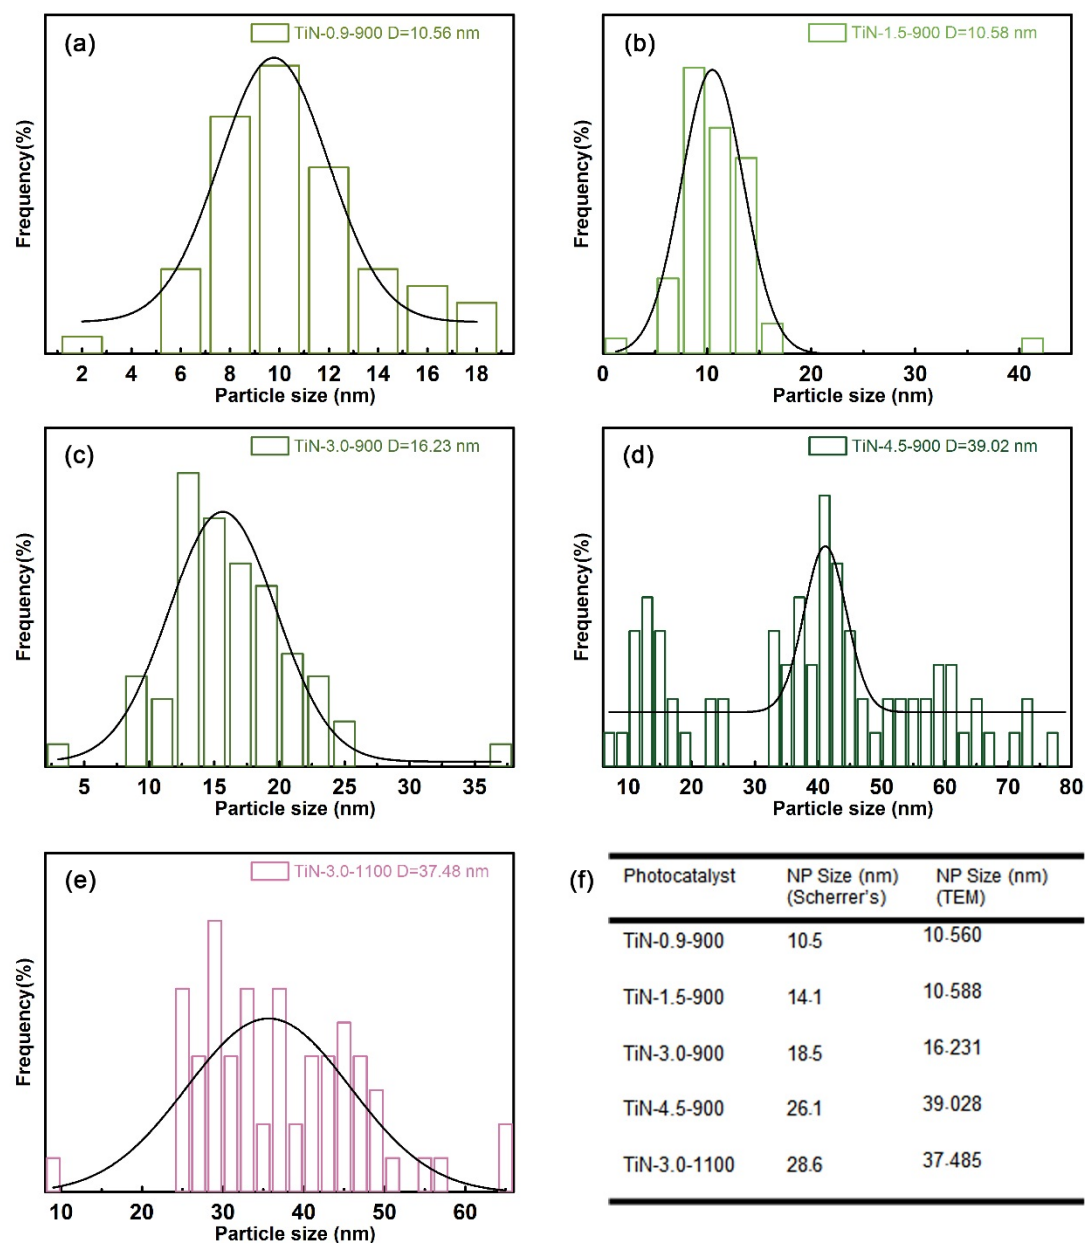 (a)
TiN-0.9-900 D=10.56 nm
Frequency(%)
2 4 6 8 10 12 14 16 18
Particle size (nm)
(b)
TiN-1.5-900 D=10.58 nm
Frequency(%)
0 10 20 30 40
Particle size (nm)
(c)
TiN-3.0-900 D=16.23 nm
Frequency(%)
5 10 15 20 25 30 35
Particle size (nm)
(d)
TiN-4.5-900 D=39.02 nm
Frequency(%)
10 20 30 40 50 60 70 80
Particle size (nm)
(e)
TiN-3.0-1100 D=37.48 nm
Frequency(%)
10 20 30 40 50 60
Particle size (nm)
(f)
Photocatalyst NP Size (nm) NP Size (nm)
(Scherrer's) (TEM)
TiN-0.9-900 10.5 10.560
TiN-1.5-900 14.1 10.588
TiN-3.0-900 18.5 16.231
TiN-4.5-900 26.1 39.028
TiN-3.0-1100 28.6 37.485